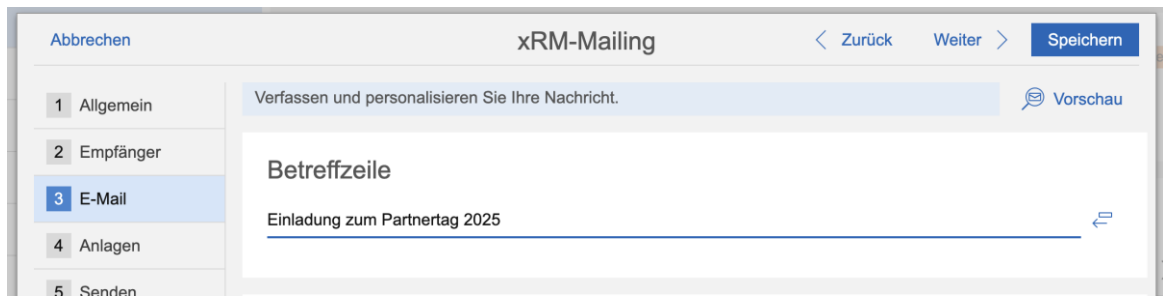 Abbrechen
xRM-Mailing
Zurück
Weiter
Speichern
1 Allgemein
2 Empfänger
3 E-Mail
4 Anlagen
5 Senden
Verfassen und personalisieren Sie Ihre Nachricht.
Vorschau
Betreffzeile
Einladung zum Partnertag 2025